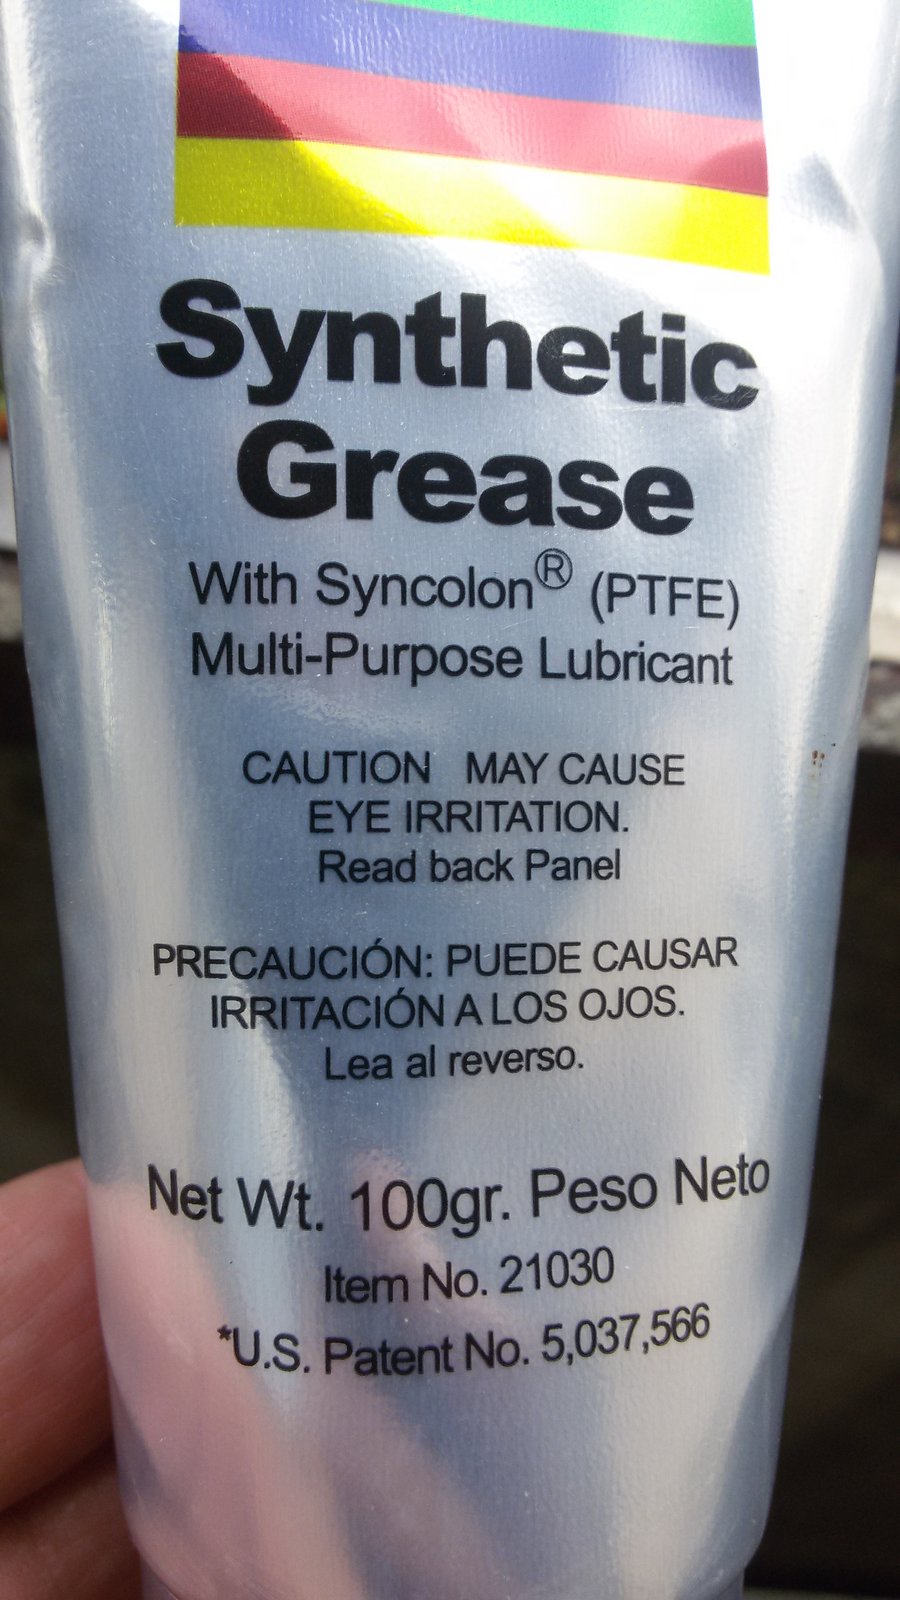 Synthetic
Grease
With Syncolon® (PTFE)
Multi-Purpose Lubricant
CAUTION MAY CAUSE
EYE IRRITATION.
Read back Panel
PRECAUCIÓN: PUEDE CAUSAR
IRRITACIÓN A LOS OJOS.
Lea al reverso.
Net Wt. 100gr. Peso Neto
Item No. 21030
*U.S. Patent No. 5,037,566